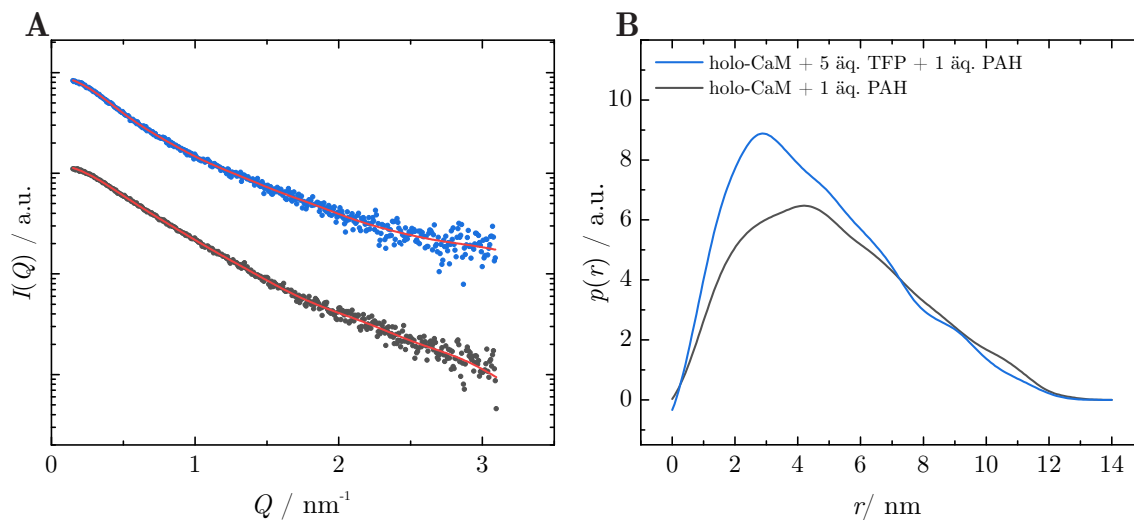 A
I(Q) / a.u.
0 1 2 3
Q / nm⁻¹
B
holo-CaM + 5 äq. TFP + 1 äq. PAH
holo-CaM + 1 äq. PAH
10
8
6
4
2
0
p(r) / a.u.
0 2 4 6 8 10 12 14
r/ nm